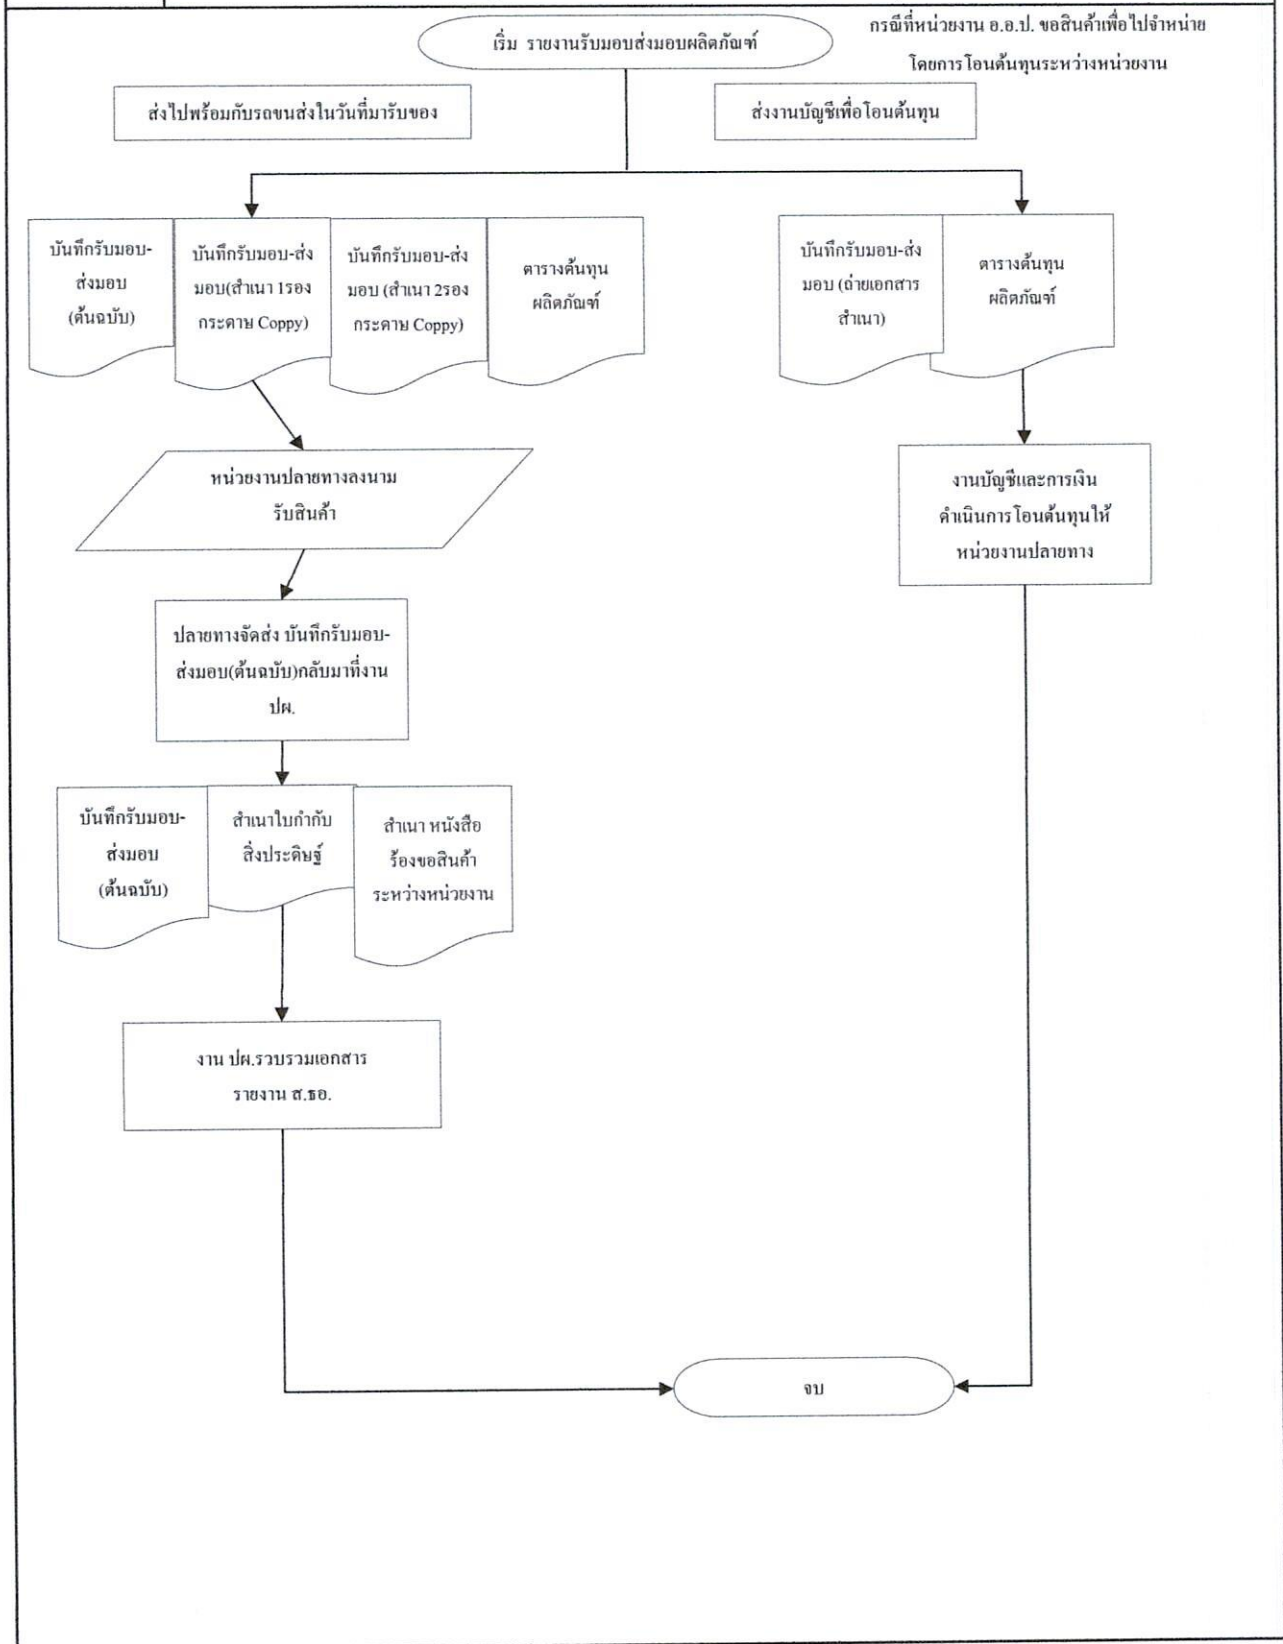 เริ่ม รายงานรับมอบส่งมอบผลิตภัณฑ์
กรณีที่หน่วยงาน อ.อ.ป. ขอสินค้าเพื่อไปจำหน่าย
โดยการโอนต้นทุนระหว่างหน่วยงาน
ส่งไปพร้อมกับรถขนส่งในวันที่มารับของ
ส่งงานบัญชีเพื่อโอนต้นทุน
บันทึกรับมอบ-
ส่งมอบ
(ต้นฉบับ)
บันทึกรับมอบ-ส่ง
มอบ(สำเนา 1รอง
กระดาษ Coppy)
บันทึกรับมอบ-ส่ง
มอบ (สำเนา 2รอง
กระดาษ Coppy)
ตารางต้นทุน
ผลิตภัณฑ์
บันทึกรับมอบ-ส่ง
มอบ (ถ่ายเอกสาร
สำเนา)
ตารางต้นทุน
ผลิตภัณฑ์
หน่วยงานปลายทางลงนาม
รับสินค้า
งานบัญชีและการเงิน
ดำเนินการโอนต้นทุนให้
หน่วยงานปลายทาง
ปลายทางจัดส่ง บันทึกรับมอบ-
ส่งมอบ(ต้นฉบับ)กลับมาที่งาน
ปผ.
บันทึกรับมอบ-
ส่งมอบ
(ต้นฉบับ)
สำเนาใบกำกับ
สิ่งประดิษฐ์
สำเนา หนังสือ
ร้องขอสินค้า
ระหว่างหน่วยงาน
งาน ปผ.รวบรวมเอกสาร
รายงาน ส.ธอ.
จบ